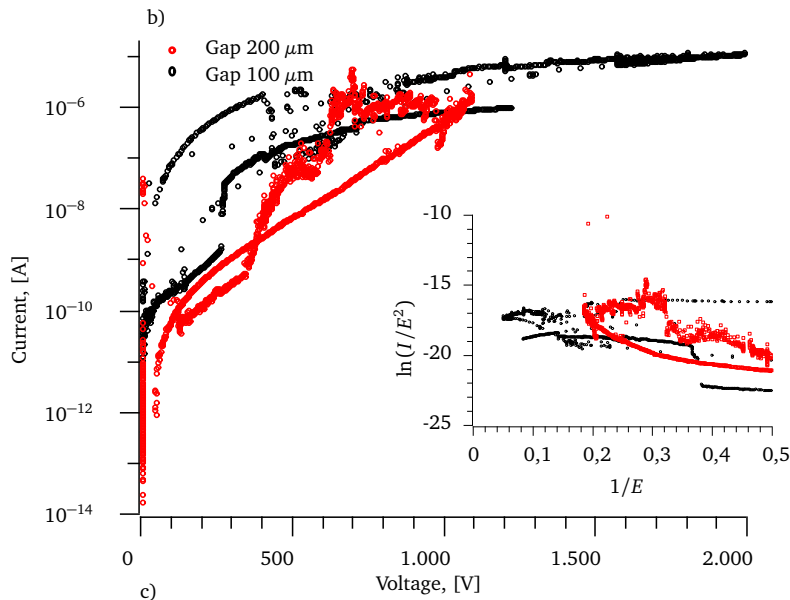 b)
Gap 200 μm
Gap 100 μm
10⁻⁶
10⁻⁸
10⁻¹⁰
10⁻¹²
10⁻¹⁴
Current, [A]
0 500 1.000 1.500 2.000
Voltage, [V]
-10
-15
-20
-25
ln (I/E²)
0 0,1 0,2 0,3 0,4 0,5
1/E
c)